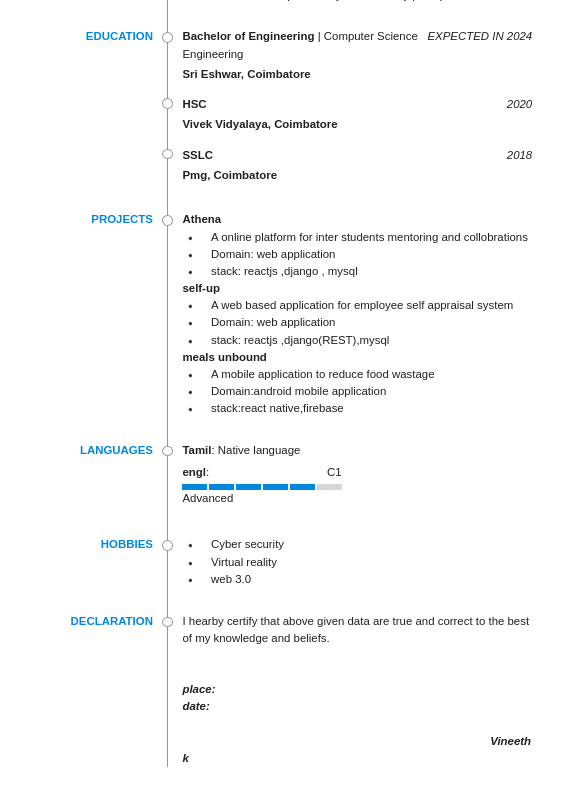 EDUCATION
Bachelor of Engineering | Computer Science EXPECTED IN 2024
Engineering
Sri Eshwar, Coimbatore
HSC 2020
Vivek Vidyalaya, Coimbatore
SSLC 2018
Pmg, Coimbatore
PROJECTS
Athena
• A online platform for inter students mentoring and collobrations
• Domain: web application
• stack: reactjs ,django , mysql
self-up
• A web based application for employee self appraisal system
• Domain: web application
• stack: reactjs ,django(REST),mysql
meals unbound
• A mobile application to reduce food wastage
• Domain:android mobile application
• stack:react native,firebase
LANGUAGES
Tamil: Native language
engl: C1
Advanced
HOBBIES
• Cyber security
• Virtual reality
• web 3.0
DECLARATION
I hearby certify that above given data are true and correct to the best
of my knowledge and beliefs.
place:
date:
Vineeth
k